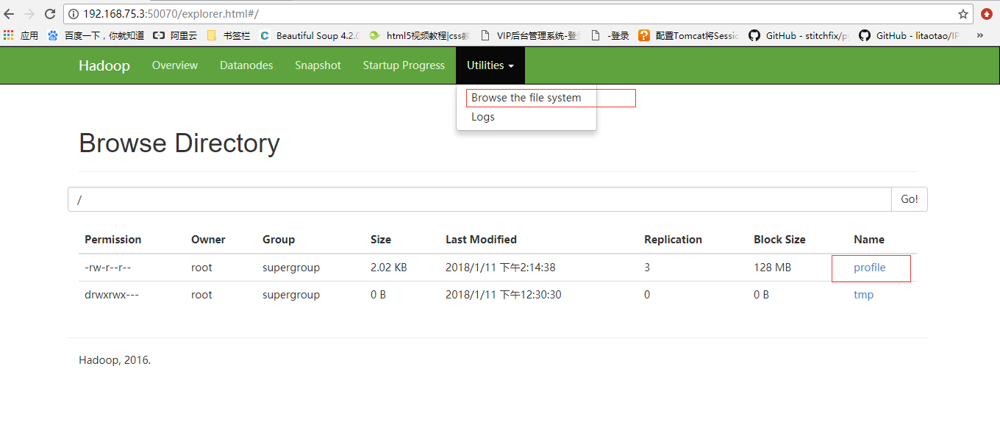 192.168.75.3:50070/explorer.html#/
应用 百度一下，你就知道 阿里云 书签栏 Beautiful Soup 4.2.0 html5视频教程|css教 VIP后台管理系统-登 -登录 配置Tomcat将Sessio GitHub - stitchfix/p GitHub - litaotao/IP »
Hadoop Overview Datanodes Snapshot Startup Progress Utilities
Browse the file system
Logs
Browse Directory
/ Go!
Permission Owner Group Size Last Modified Replication Block Size Name
-rw-r--r-- root supergroup 2.02 KB 2018/1/11 下午2:14:38 3 128 MB profile
drwxrwx--- root supergroup 0 B 2018/1/11 下午12:30:30 0 0 B tmp
Hadoop, 2016.